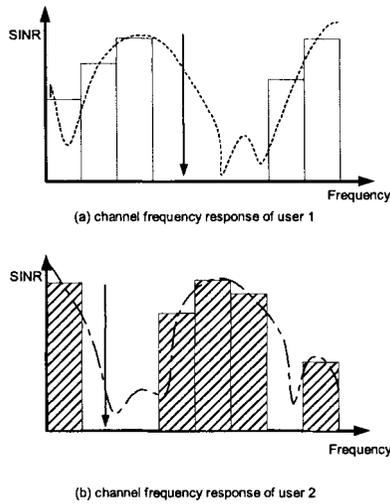 SINR
Frequency
(a) channel frequency response of user 1
SINR
Frequency
(b) channel frequency response of user 2